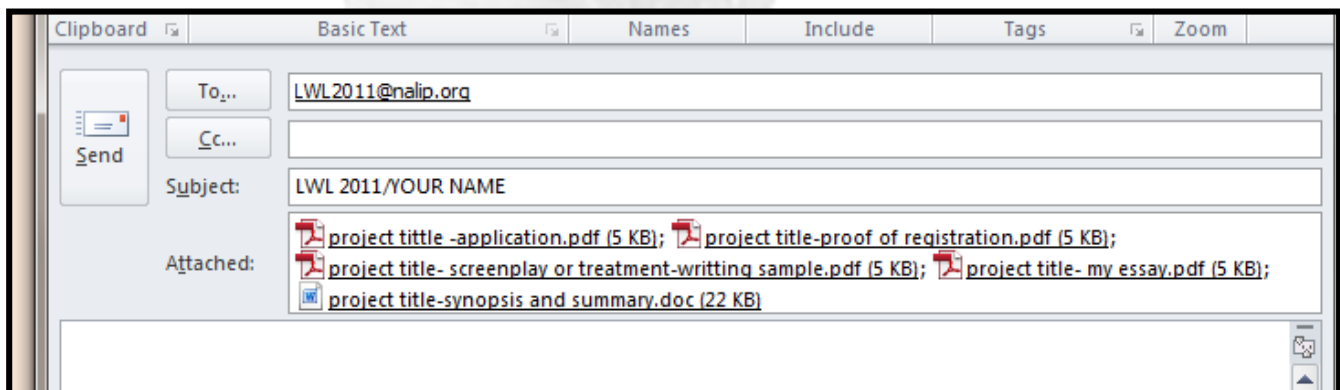 Clipboard Basic Text Names Include Tags Zoom
To... LWL2011@nalip.org
Cc...
Send
Subject: LWL 2011/YOUR NAME
project tittle -application.pdf (5 KB); project title-proof of registration.pdf (5 KB);
Attached: project title- screenplay or treatment-writting sample.pdf (5 KB); project title- my essay.pdf (5 KB);
project title-synopsis and summary.doc (22 KB)